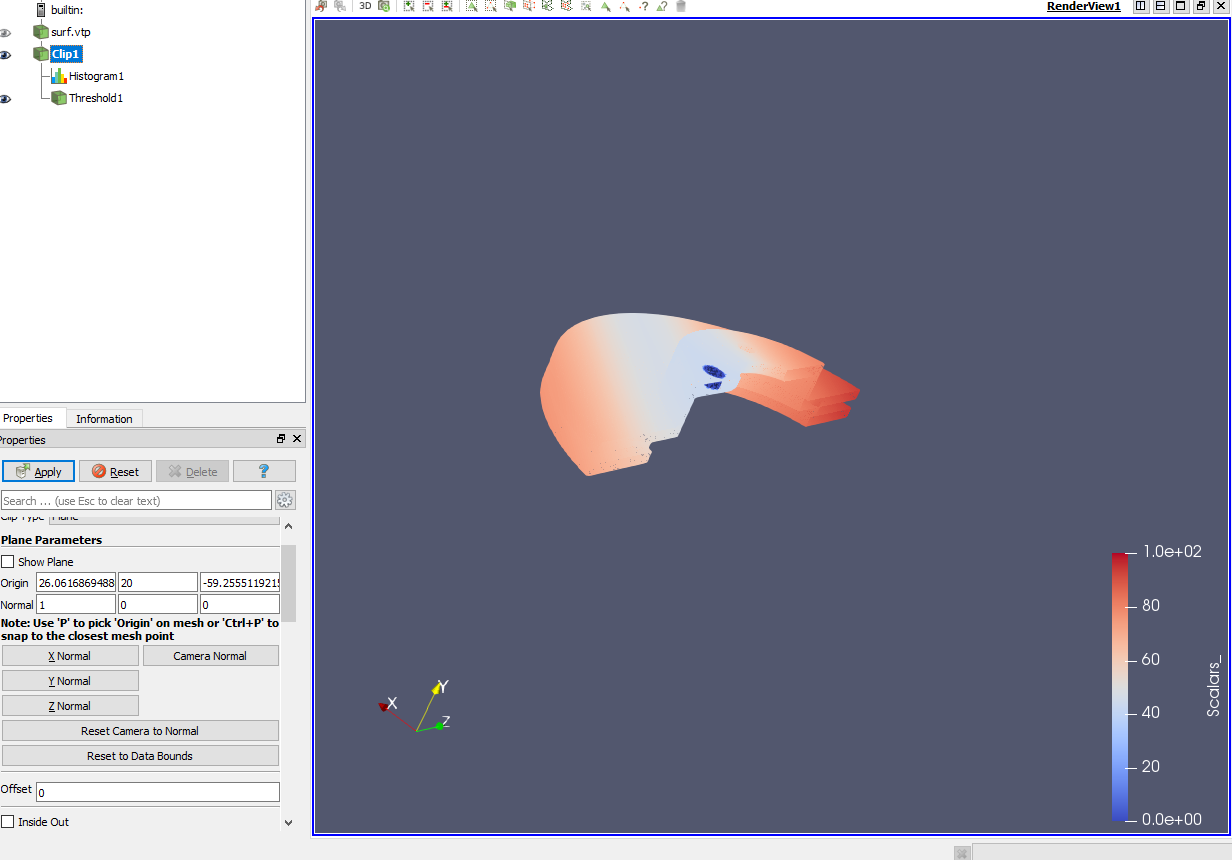 builtin:
surf.vtp
Clip1
Histogram1
Threshold1
3D
RenderView1
Properties Information
Properties
Apply Reset Delete ?
Search ... (use Esc to clear text)
Clip Type Plane
Plane Parameters
Show Plane
Origin 26.0616869488 20 -59.2555119215
Normal 1 0 0
Note: Use 'P' to pick 'Origin' on mesh or 'Ctrl+P' to
snap to the closest mesh point
X Normal Camera Normal
Y Normal
Z Normal
Reset Camera to Normal
Reset to Data Bounds
Offset 0
Inside Out
X
Y
Z
1.0e+02
80
60
40
20
0.0e+00
Scalars_